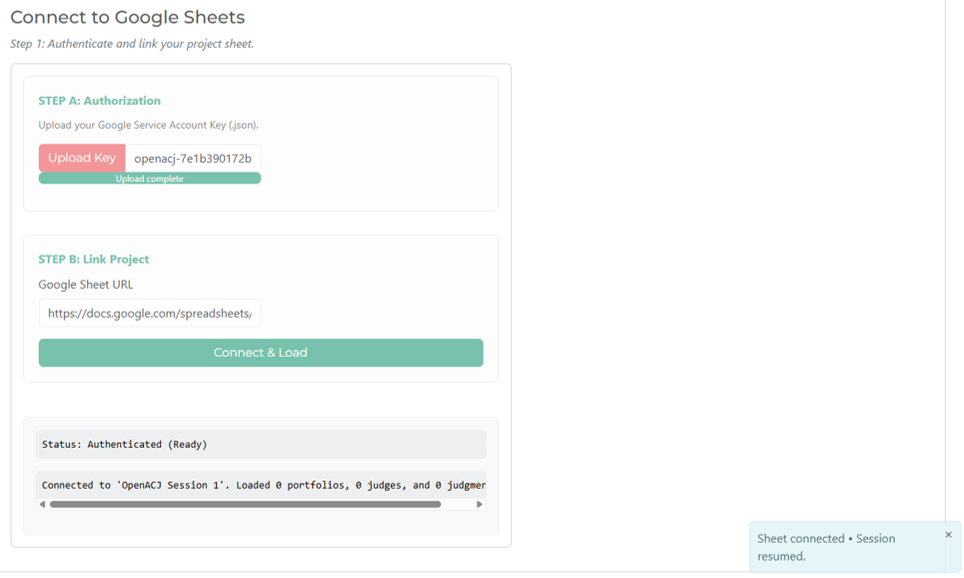 Connect to Google Sheets
Step 1: Authenticate and link your project sheet.
STEP A: Authorization
Upload your Google Service Account Key (.json).
Upload Key openacj-7e1b390172b
Upload complete
STEP B: Link Project
Google Sheet URL
https://docs.google.com/spreadsheets/
Connect & Load
Status: Authenticated (Ready)
Connected to 'OpenACJ Session 1'. Loaded 0 portfolios, 0 judges, and 0 judgmen
Sheet connected • Session ×
resumed.